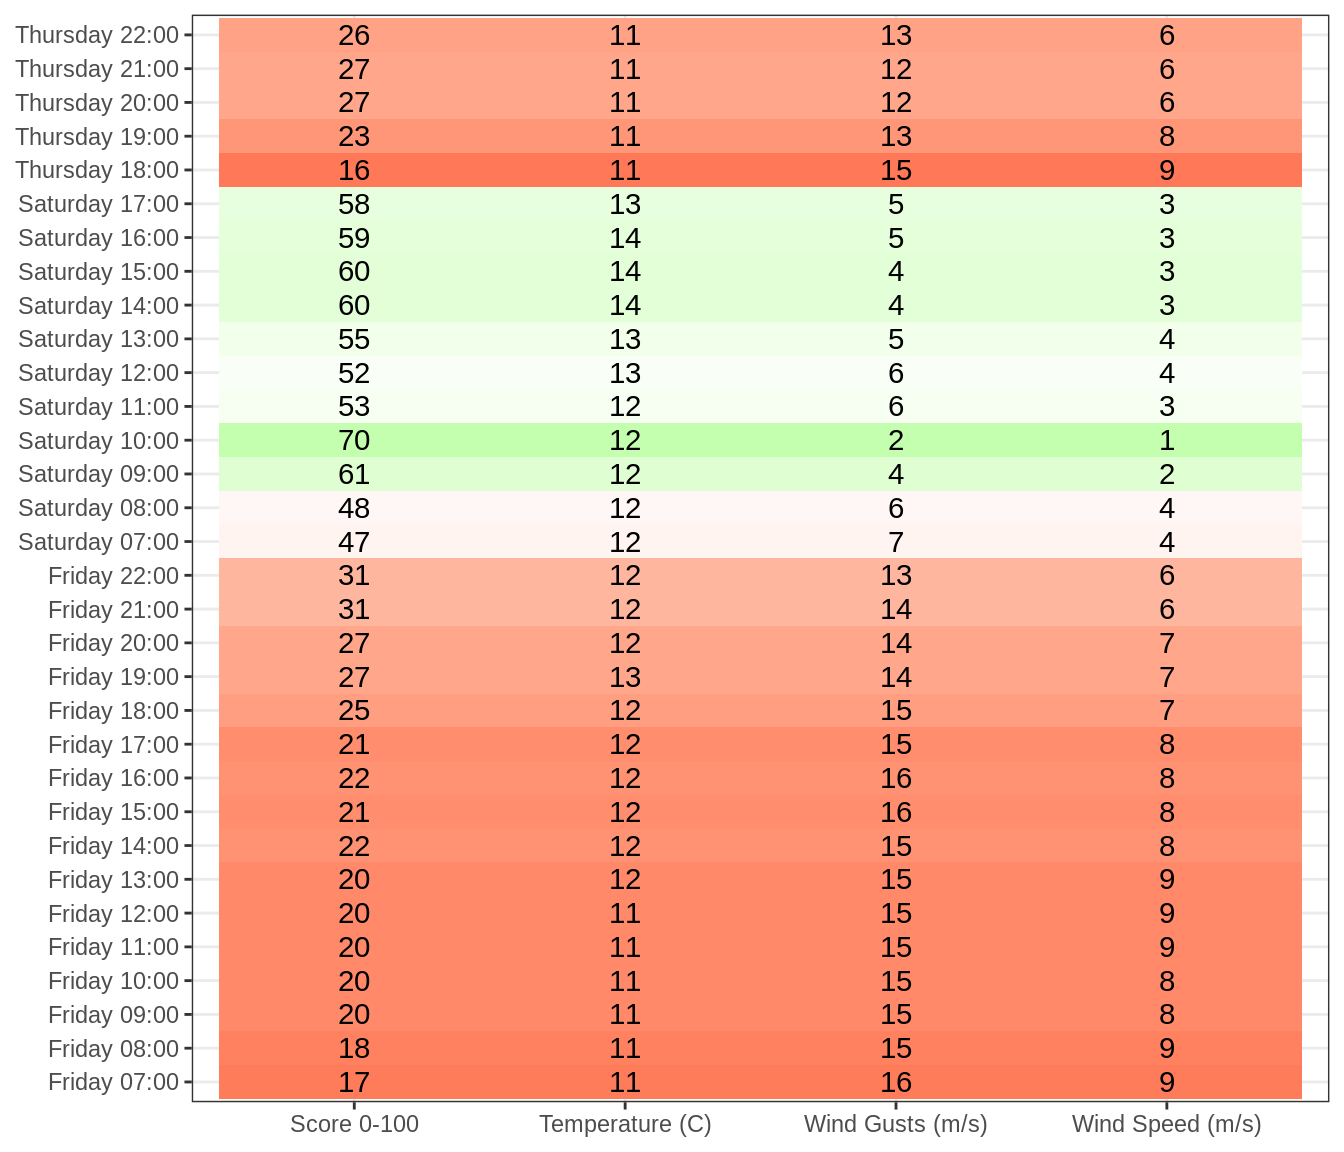 Thursday 22:00 26 11 13 6
Thursday 21:00 27 11 12 6
Thursday 20:00 27 11 12 6
Thursday 19:00 23 11 13 8
Thursday 18:00 16 11 15 9
Saturday 17:00 58 13 5 3
Saturday 16:00 59 14 5 3
Saturday 15:00 60 14 4 3
Saturday 14:00 60 14 4 3
Saturday 13:00 55 13 5 4
Saturday 12:00 52 13 6 4
Saturday 11:00 53 12 6 3
Saturday 10:00 70 12 2 1
Saturday 09:00 61 12 4 2
Saturday 08:00 48 12 6 4
Saturday 07:00 47 12 7 4
Friday 22:00 31 12 13 6
Friday 21:00 31 12 14 6
Friday 20:00 27 12 14 7
Friday 19:00 27 13 14 7
Friday 18:00 25 12 15 7
Friday 17:00 21 12 15 8
Friday 16:00 22 12 16 8
Friday 15:00 21 12 16 8
Friday 14:00 22 12 15 8
Friday 13:00 20 12 15 9
Friday 12:00 20 11 15 9
Friday 11:00 20 11 15 9
Friday 10:00 20 11 15 8
Friday 09:00 20 11 15 8
Friday 08:00 18 11 15 9
Friday 07:00 17 11 16 9
Score 0-100 Temperature (C) Wind Gusts (m/s) Wind Speed (m/s)